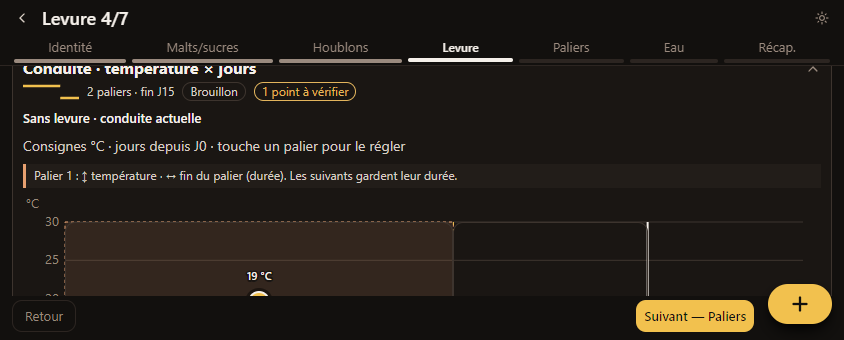 Levure 4/7
Identité
Malts/sucres
Houblons
Levure
Paliers
Eau
Récap.
Conduite · température × jours
2 paliers · fin J15
Brouillon
1 point à vérifier
Sans levure · conduite actuelle
Consignes °C · jours depuis J0 · touche un palier pour le régler
Palier 1 : ↕ température · ↔ fin du palier (durée). Les suivants gardent leur durée.
°C
30
25
19 °C
20
Retour
Suivant — Paliers
+